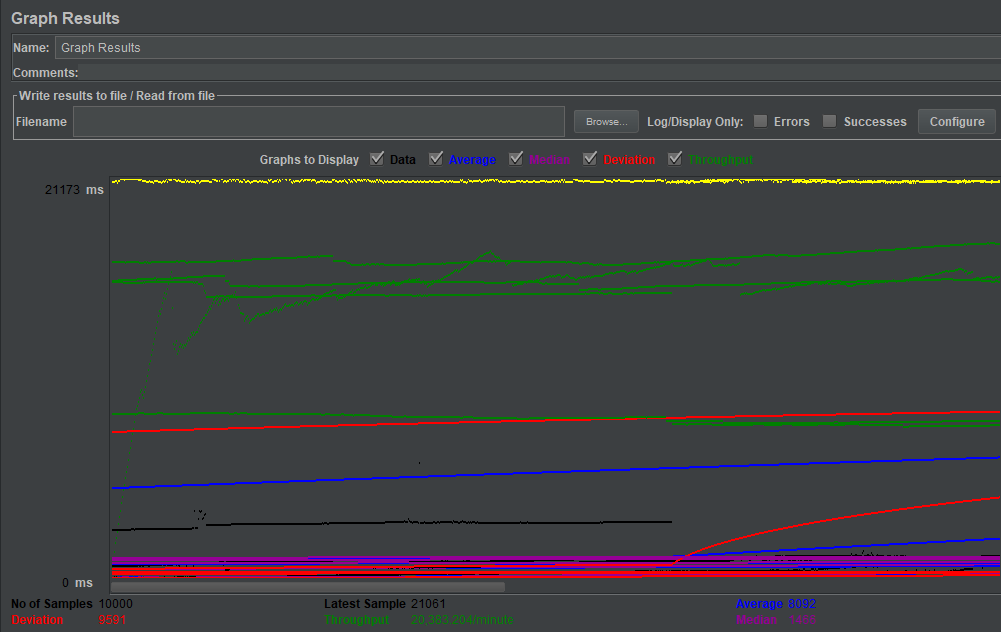 Graph Results
Name: Graph Results
Comments:
Write results to file / Read from file
Filename Browse... Log/Display Only: Errors Successes Configure
Graphs to Display Data Average Median Deviation Throughput
21173 ms
0 ms
No of Samples 10000 Latest Sample 21061 Average 8092
Deviation 9591 Throughput 20,383.204/minute Median